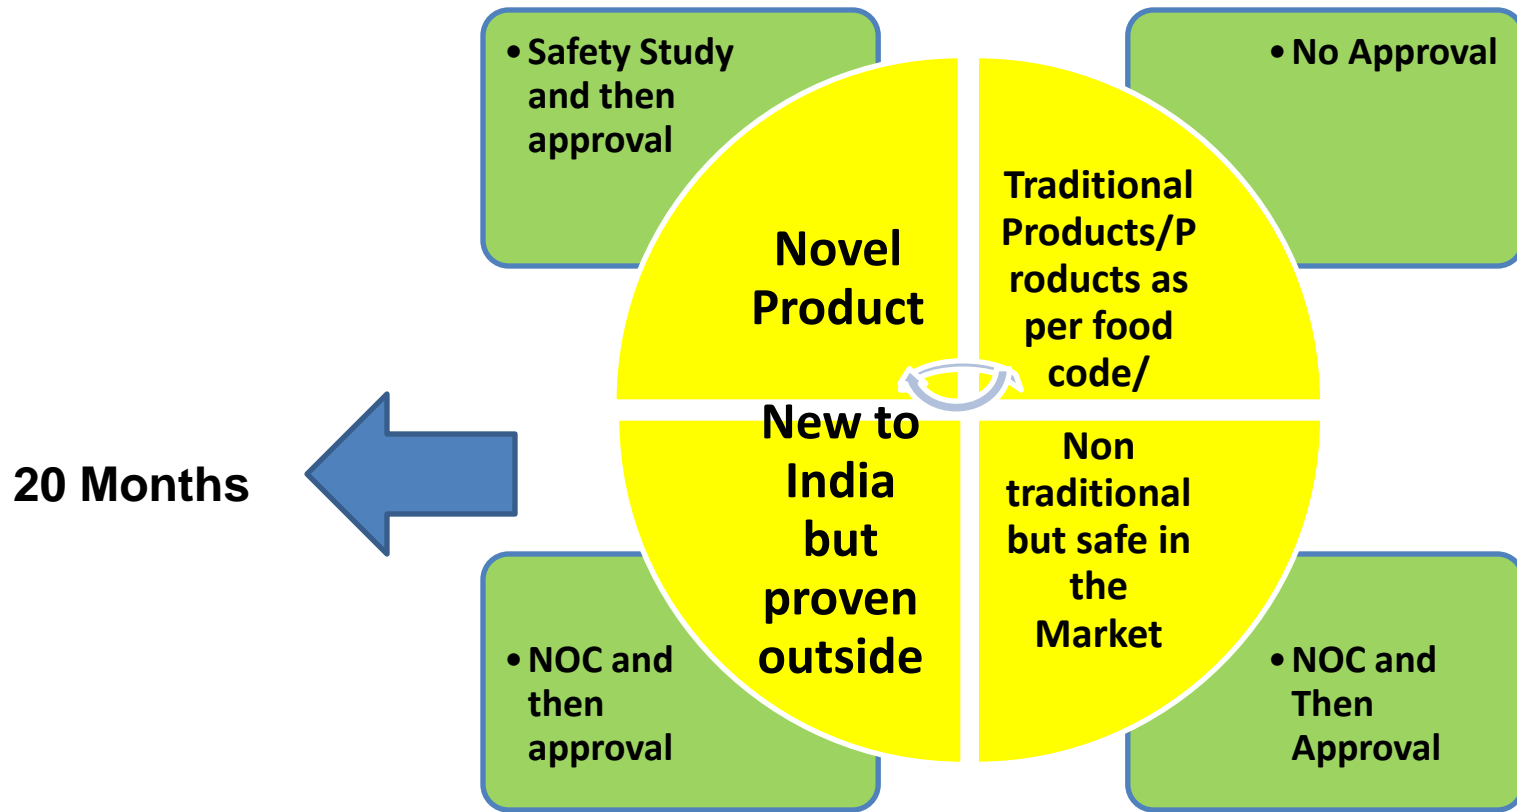 • Safety Study
and then
approval
• No Approval
Novel
Product
Traditional
Products/P
roducts as
per food
code/
20 Months
New to
India
but
proven
outside
Non
traditional
but safe in
the
Market
• NOC and
then
approval
• NOC and
Then
Approval